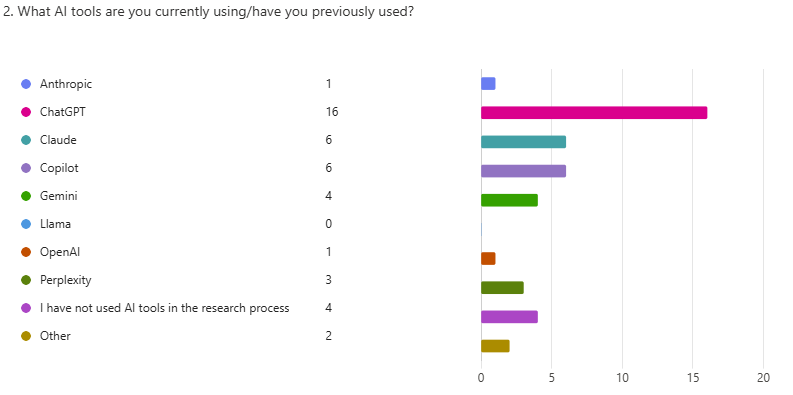 2. What AI tools are you currently using/have you previously used?
Anthropic 1
ChatGPT 16
Claude 6
Copilot 6
Gemini 4
Llama 0
OpenAI 1
Perplexity 3
I have not used AI tools in the research process 4
Other 2
0 5 10 15 20